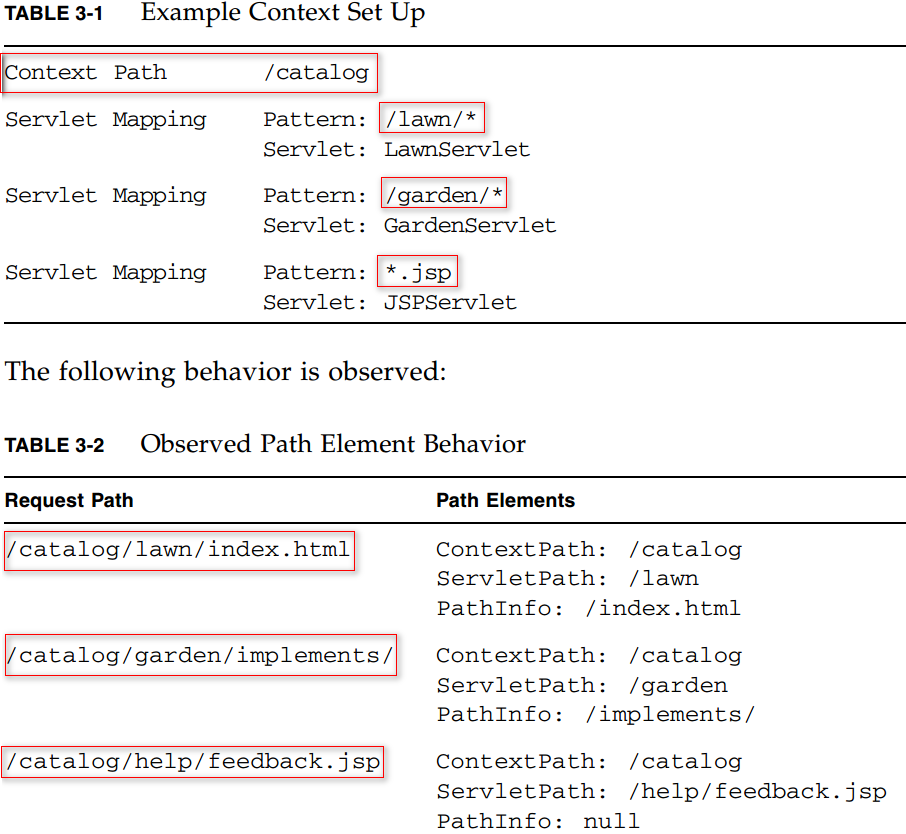 TABLE 3-1 Example Context Set Up
Context Path /catalog
Servlet Mapping Pattern: /lawn/*
Servlet: LawnServlet
Servlet Mapping Pattern: /garden/*
Servlet: GardenServlet
Servlet Mapping Pattern: *.jsp
Servlet: JSPServlet
The following behavior is observed:
TABLE 3-2 Observed Path Element Behavior
Request Path Path Elements
/catalog/lawn/index.html ContextPath: /catalog
ServletPath: /lawn
PathInfo: /index.html
/catalog/garden/implements/ ContextPath: /catalog
ServletPath: /garden
PathInfo: /implements/
/catalog/help/feedback.jsp ContextPath: /catalog
ServletPath: /help/feedback.jsp
PathInfo: null